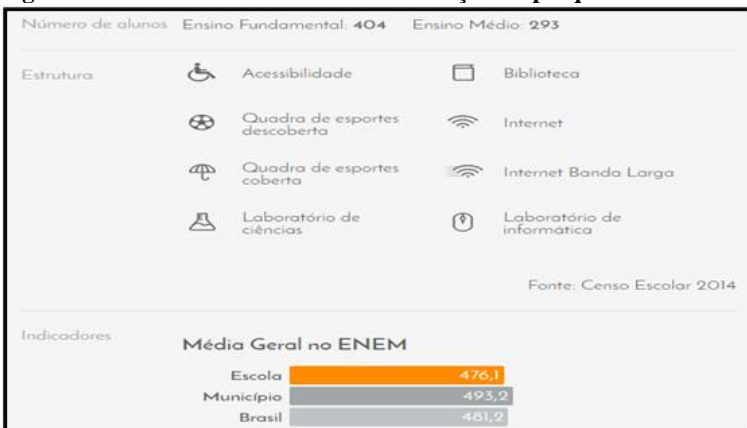 Número de alunos Ensino Fundamental: 404 Ensino Médio: 293
Estrutura
Acessibilidade Biblioteca
Quadra de esportes
descoberta
Internet
Quadra de esportes
coberta
Internet Banda Larga
Laboratório de
ciências
Laboratório de
informática
Fonte: Censo Escolar 2014
Indicadores
Média Geral no ENEM
Escola 476,1
Município 493,2
Brasil 481,2